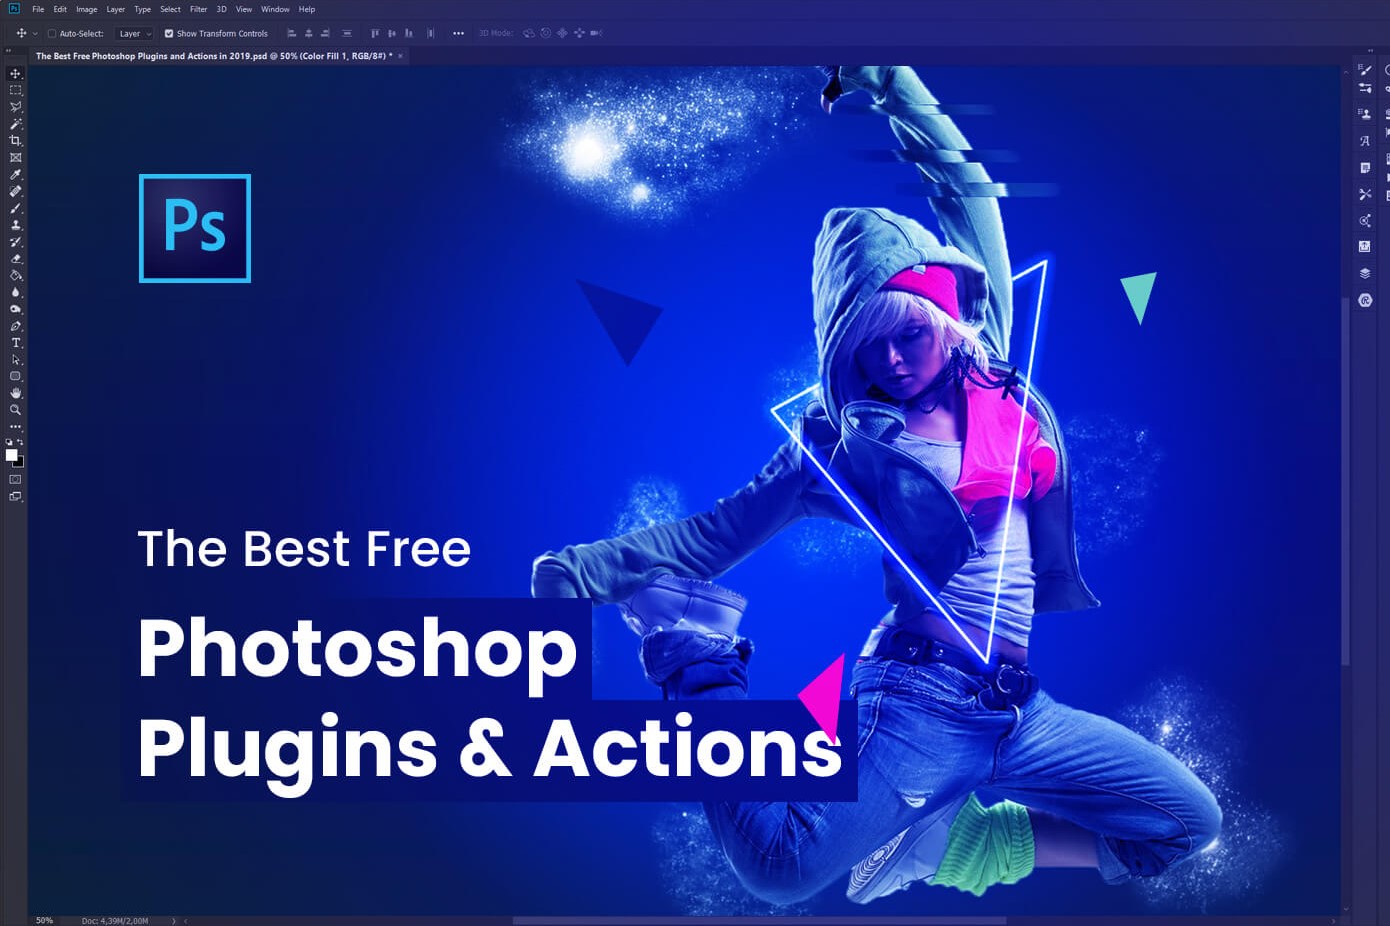 Ps File Edit Image Layer Type Select Filter 3D View Window Help
Auto-Select: Layer Show Transform Controls 3D Mode:
The Best Free Photoshop Plugins and Actions in 2019.psd @ 50% (Color Fill 1, RGB/8#) * ×
Ps
The Best Free
Photoshop
Plugins & Actions
50% Doc: 4,39M/2,00M